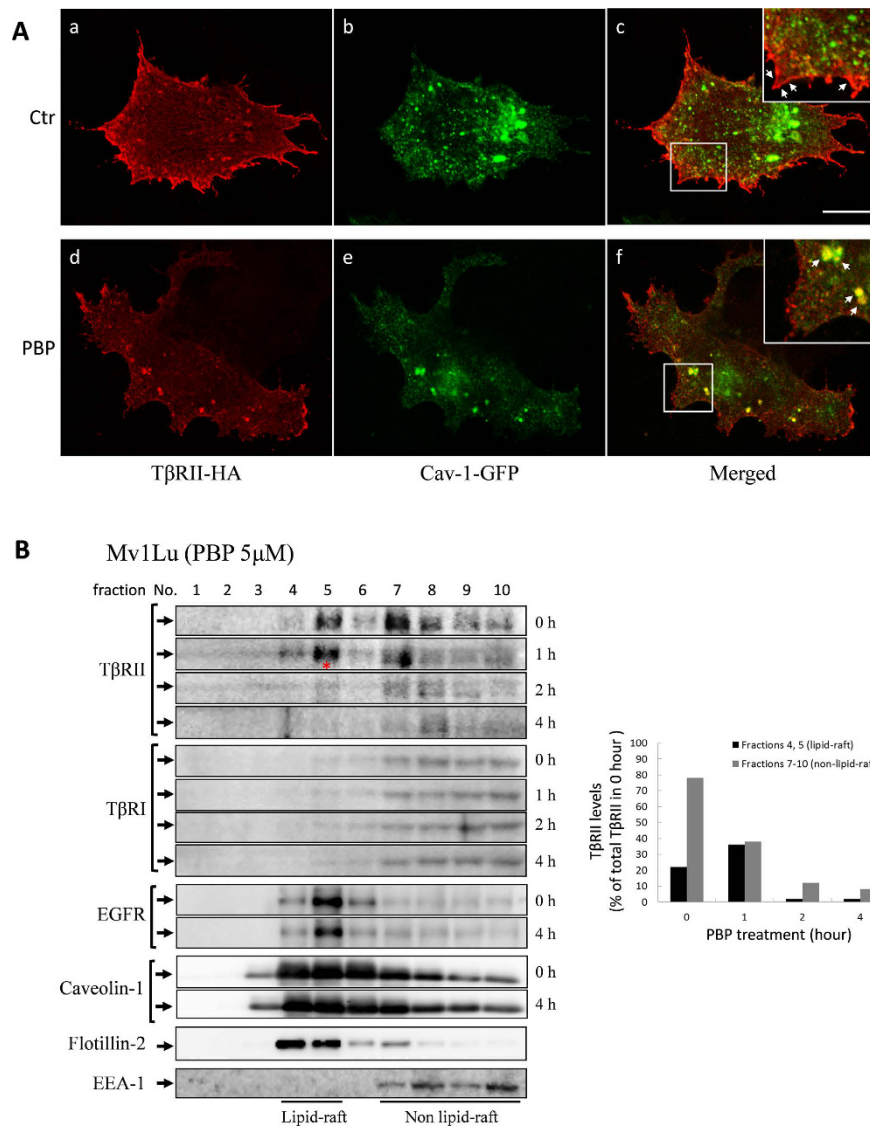 A
a
b
c
Ctr
d
e
f
PBP
TβRII-HA
Cav-1-GFP
Merged
B
Mv1Lu (PBP 5μM)
fraction No. 1 2 3 4 5 6 7 8 9 10
TβRII
0 h
1 h
*
2 h
4 h
TβRI
0 h
1 h
2 h
4 h
EGFR
0 h
4 h
Caveolin-1
0 h
4 h
Flotillin-2
EEA-1
Lipid-raft
Non lipid-raft
TβRII levels
(% of total TβRII in 0 hour )
100
90
80
70
60
50
40
30
20
10
0
Fractions 4, 5 (lipid-raft)
Fractions 7-10 (non-lipid-raf
0 1 2 4
PBP treatment (hour)